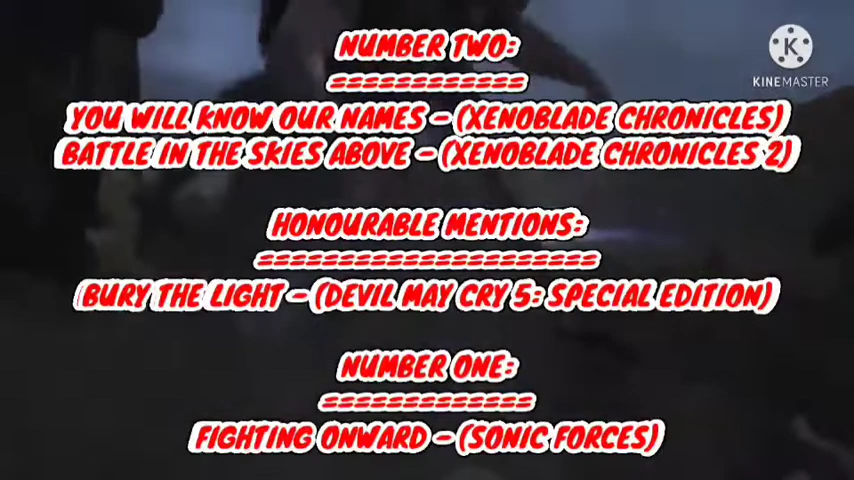 NUMBER TWO:
============
YOU WILL KNOW OUR NAMES - (XENOBLADE CHRONICLES)
BATTLE IN THE SKIES ABOVE - (XENOBLADE CHRONICLES 2)
HONOURABLE MENTIONS:
=====================
BURY THE LIGHT - (DEVIL MAY CRY 5: SPECIAL EDITION)
NUMBER ONE:
=============
FIGHTING ONWARD - (SONIC FORCES)
K
KINEMASTER